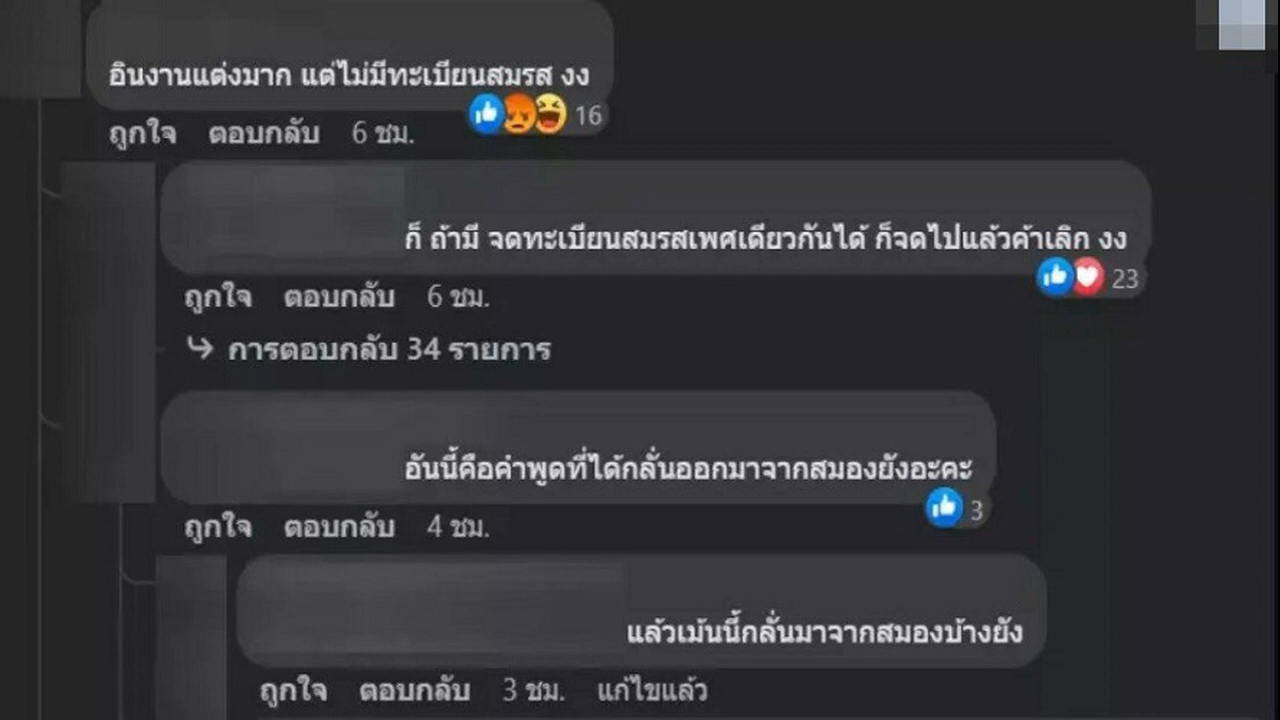 อินงานแต่งมาก แต่ไม่มีทะเบียนสมรส งง
16
ถูกใจ ตอบกลับ 6 ชม.
ก็ ถ้ามี จดทะเบียนสมรสเพศเดียวกันได้ ก็จดไปแล้วค้าเลิก งง
23
ถูกใจ ตอบกลับ 6 ชม.
การตอบกลับ 34 รายการ
อันนี้คือคำพูดที่ได้กลั่นออกมาจากสมองยังอะคะ
3
ถูกใจ ตอบกลับ 4 ชม.
แล้วเม้นนี้กลั่นมาจากสมองบ้างยัง
ถูกใจ ตอบกลับ 3 ชม. แก้ไขแล้ว